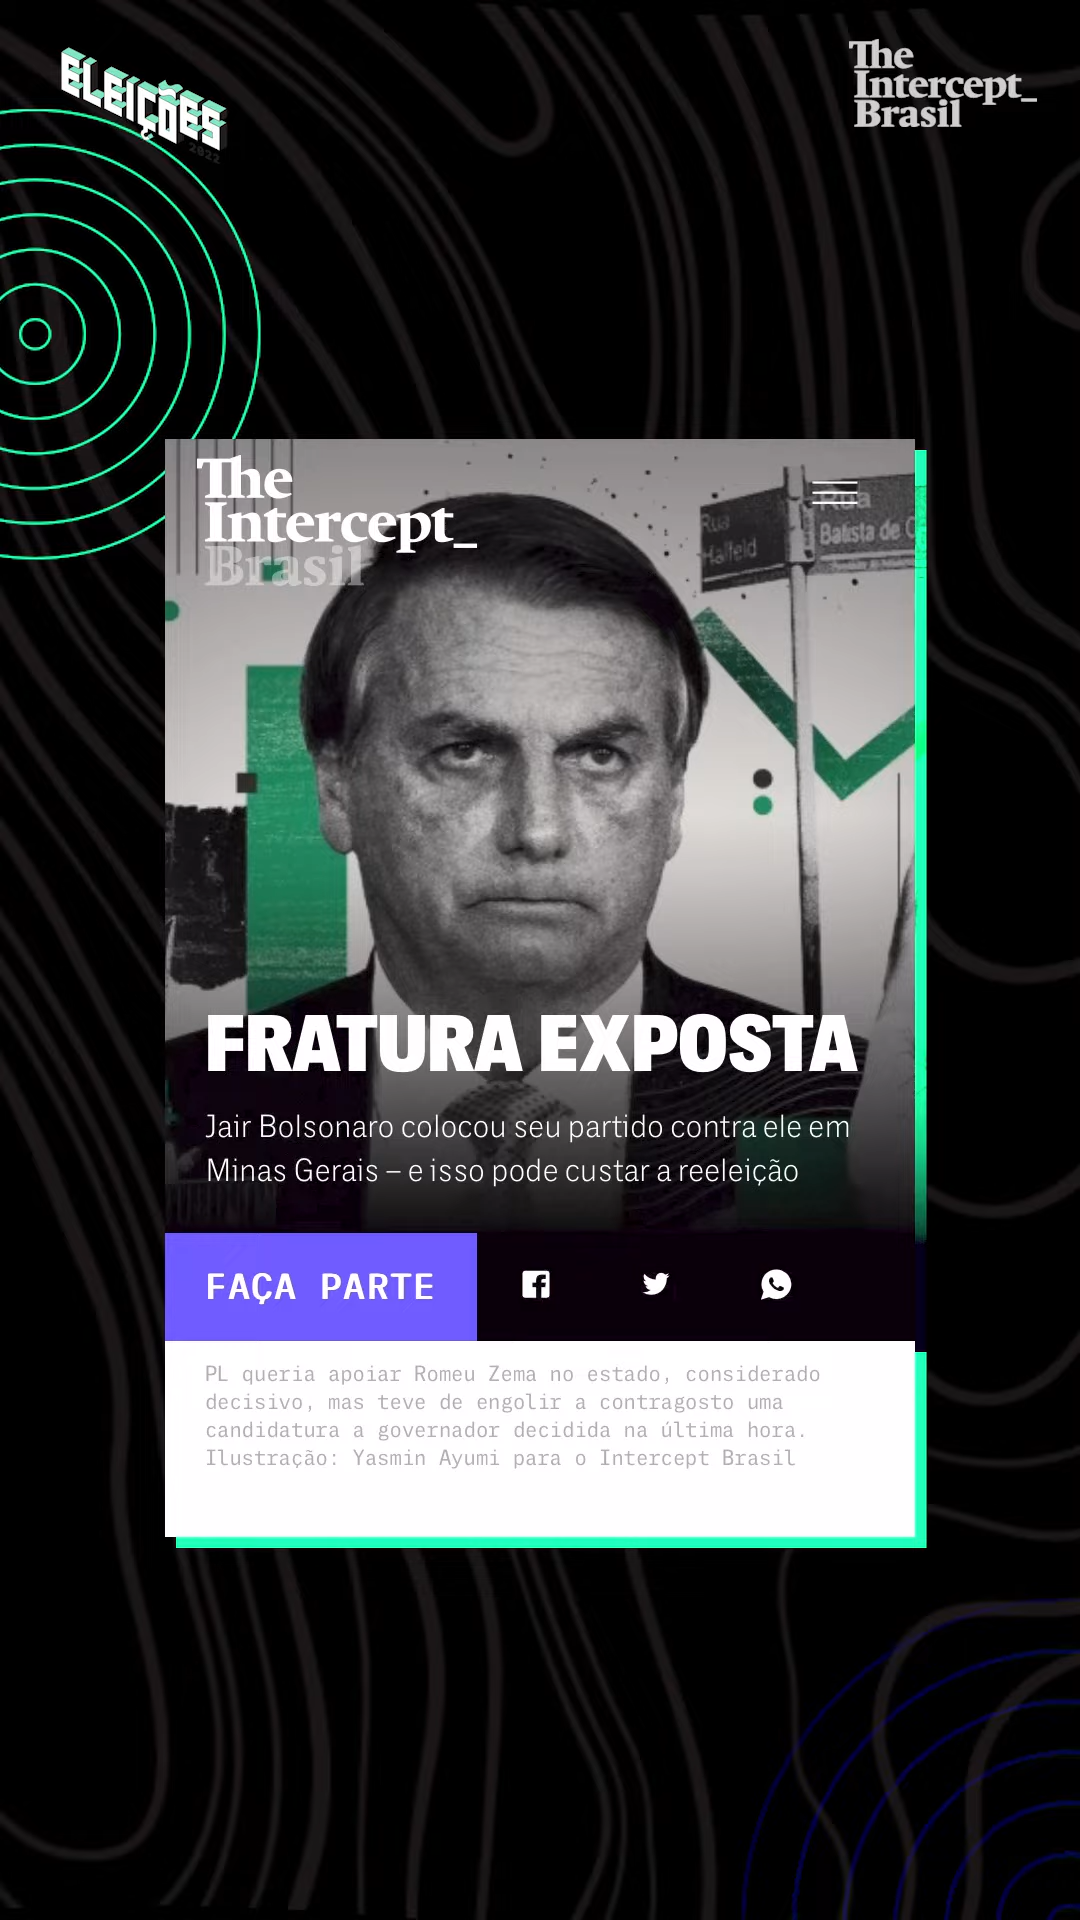 ELEIÇÕES
2022
The
Intercept_
Brasil
The
Intercept_
Brasil
Rua
Halfeld
Rua
Batista de O
FRATURA EXPOSTA
Jair Bolsonaro colocou seu partido contra ele em
Minas Gerais – e isso pode custar a reeleição
FAÇA PARTE
PL queria apoiar Romeu Zema no estado, considerado
decisivo, mas teve de engolir a contragosto uma
candidatura a governador decidida na última hora.
Ilustração: Yasmin Ayumi para o Intercept Brasil